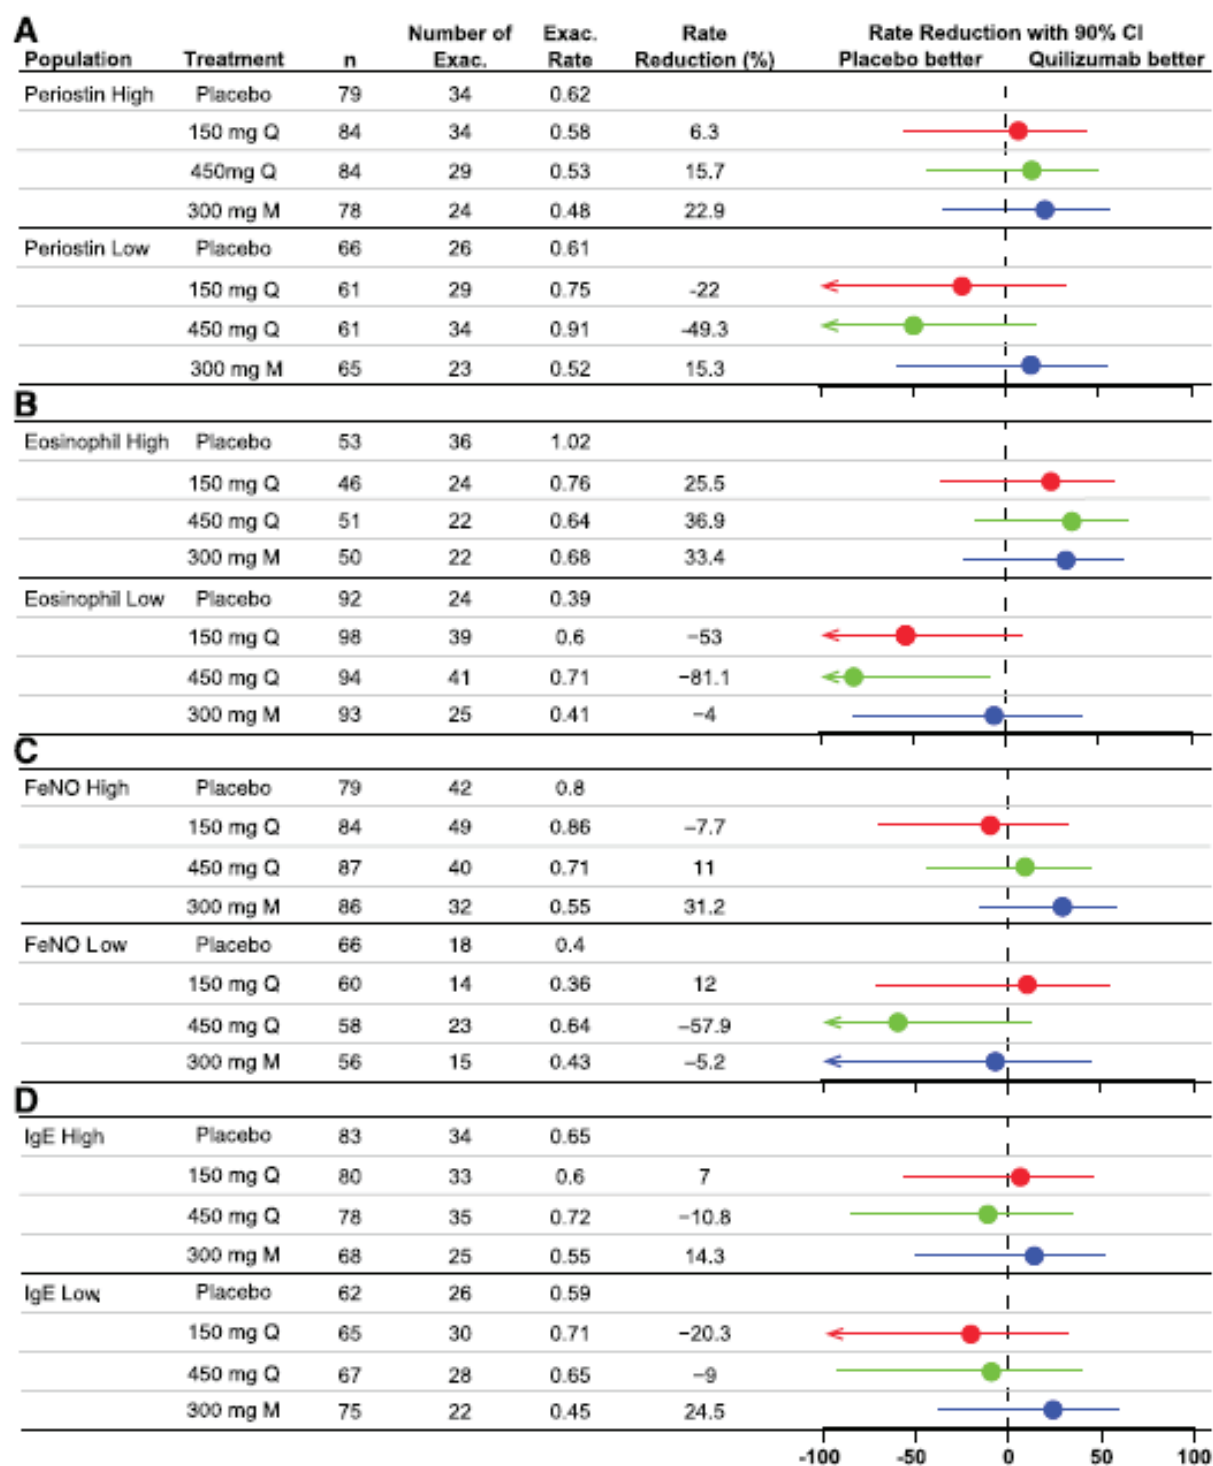 A Number of Exac. Rate Rate Reduction with 90% CI
Population Treatment n Exac. Rate Reduction (%) Placebo better Quilizumab better
Periostin High Placebo 79 34 0.62
150 mg Q 84 34 0.58 6.3
450mg Q 84 29 0.53 15.7
300 mg M 78 24 0.48 22.9
Periostin Low Placebo 66 26 0.61
150 mg Q 61 29 0.75 -22
450 mg Q 61 34 0.91 -49.3
300 mg M 65 23 0.52 15.3
B
Eosinophil High Placebo 53 36 1.02
150 mg Q 46 24 0.76 25.5
450 mg Q 51 22 0.64 36.9
300 mg M 50 22 0.68 33.4
Eosinophil Low Placebo 92 24 0.39
150 mg Q 98 39 0.6 −53
450 mg Q 94 41 0.71 −81.1
300 mg M 93 25 0.41 −4
C
FeNO High Placebo 79 42 0.8
150 mg Q 84 49 0.86 −7.7
450 mg Q 87 40 0.71 11
300 mg M 86 32 0.55 31.2
FeNO Low Placebo 66 18 0.4
150 mg Q 60 14 0.36 12
450 mg Q 58 23 0.64 −57.9
300 mg M 56 15 0.43 −5.2
D
IgE High Placebo 83 34 0.65
150 mg Q 80 33 0.6 7
450 mg Q 78 35 0.72 −10.8
300 mg M 68 25 0.55 14.3
IgE Low Placebo 62 26 0.59
150 mg Q 65 30 0.71 −20.3
450 mg Q 67 28 0.65 −9
300 mg M 75 22 0.45 24.5
-100 -50 0 50 100